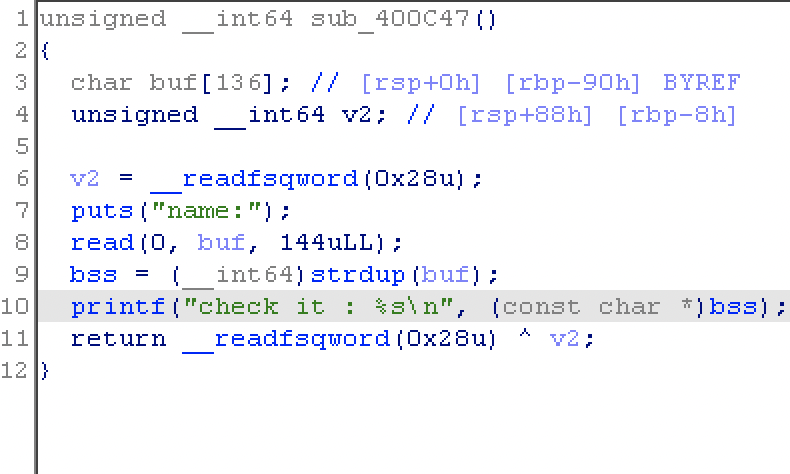 1 unsigned __int64 sub_400C47()
2 {
3 char buf[136]; // [rsp+0h] [rbp-90h] BYREF
4 unsigned __int64 v2; // [rsp+88h] [rbp-8h]
5
6 v2 = __readfsqword(0x28u);
7 puts("name:");
8 read(0, buf, 144uLL);
9 bss = (__int64)strdup(buf);
10 printf("check it : %s\n", (const char *)bss);
11 return __readfsqword(0x28u) ^ v2;
12 }